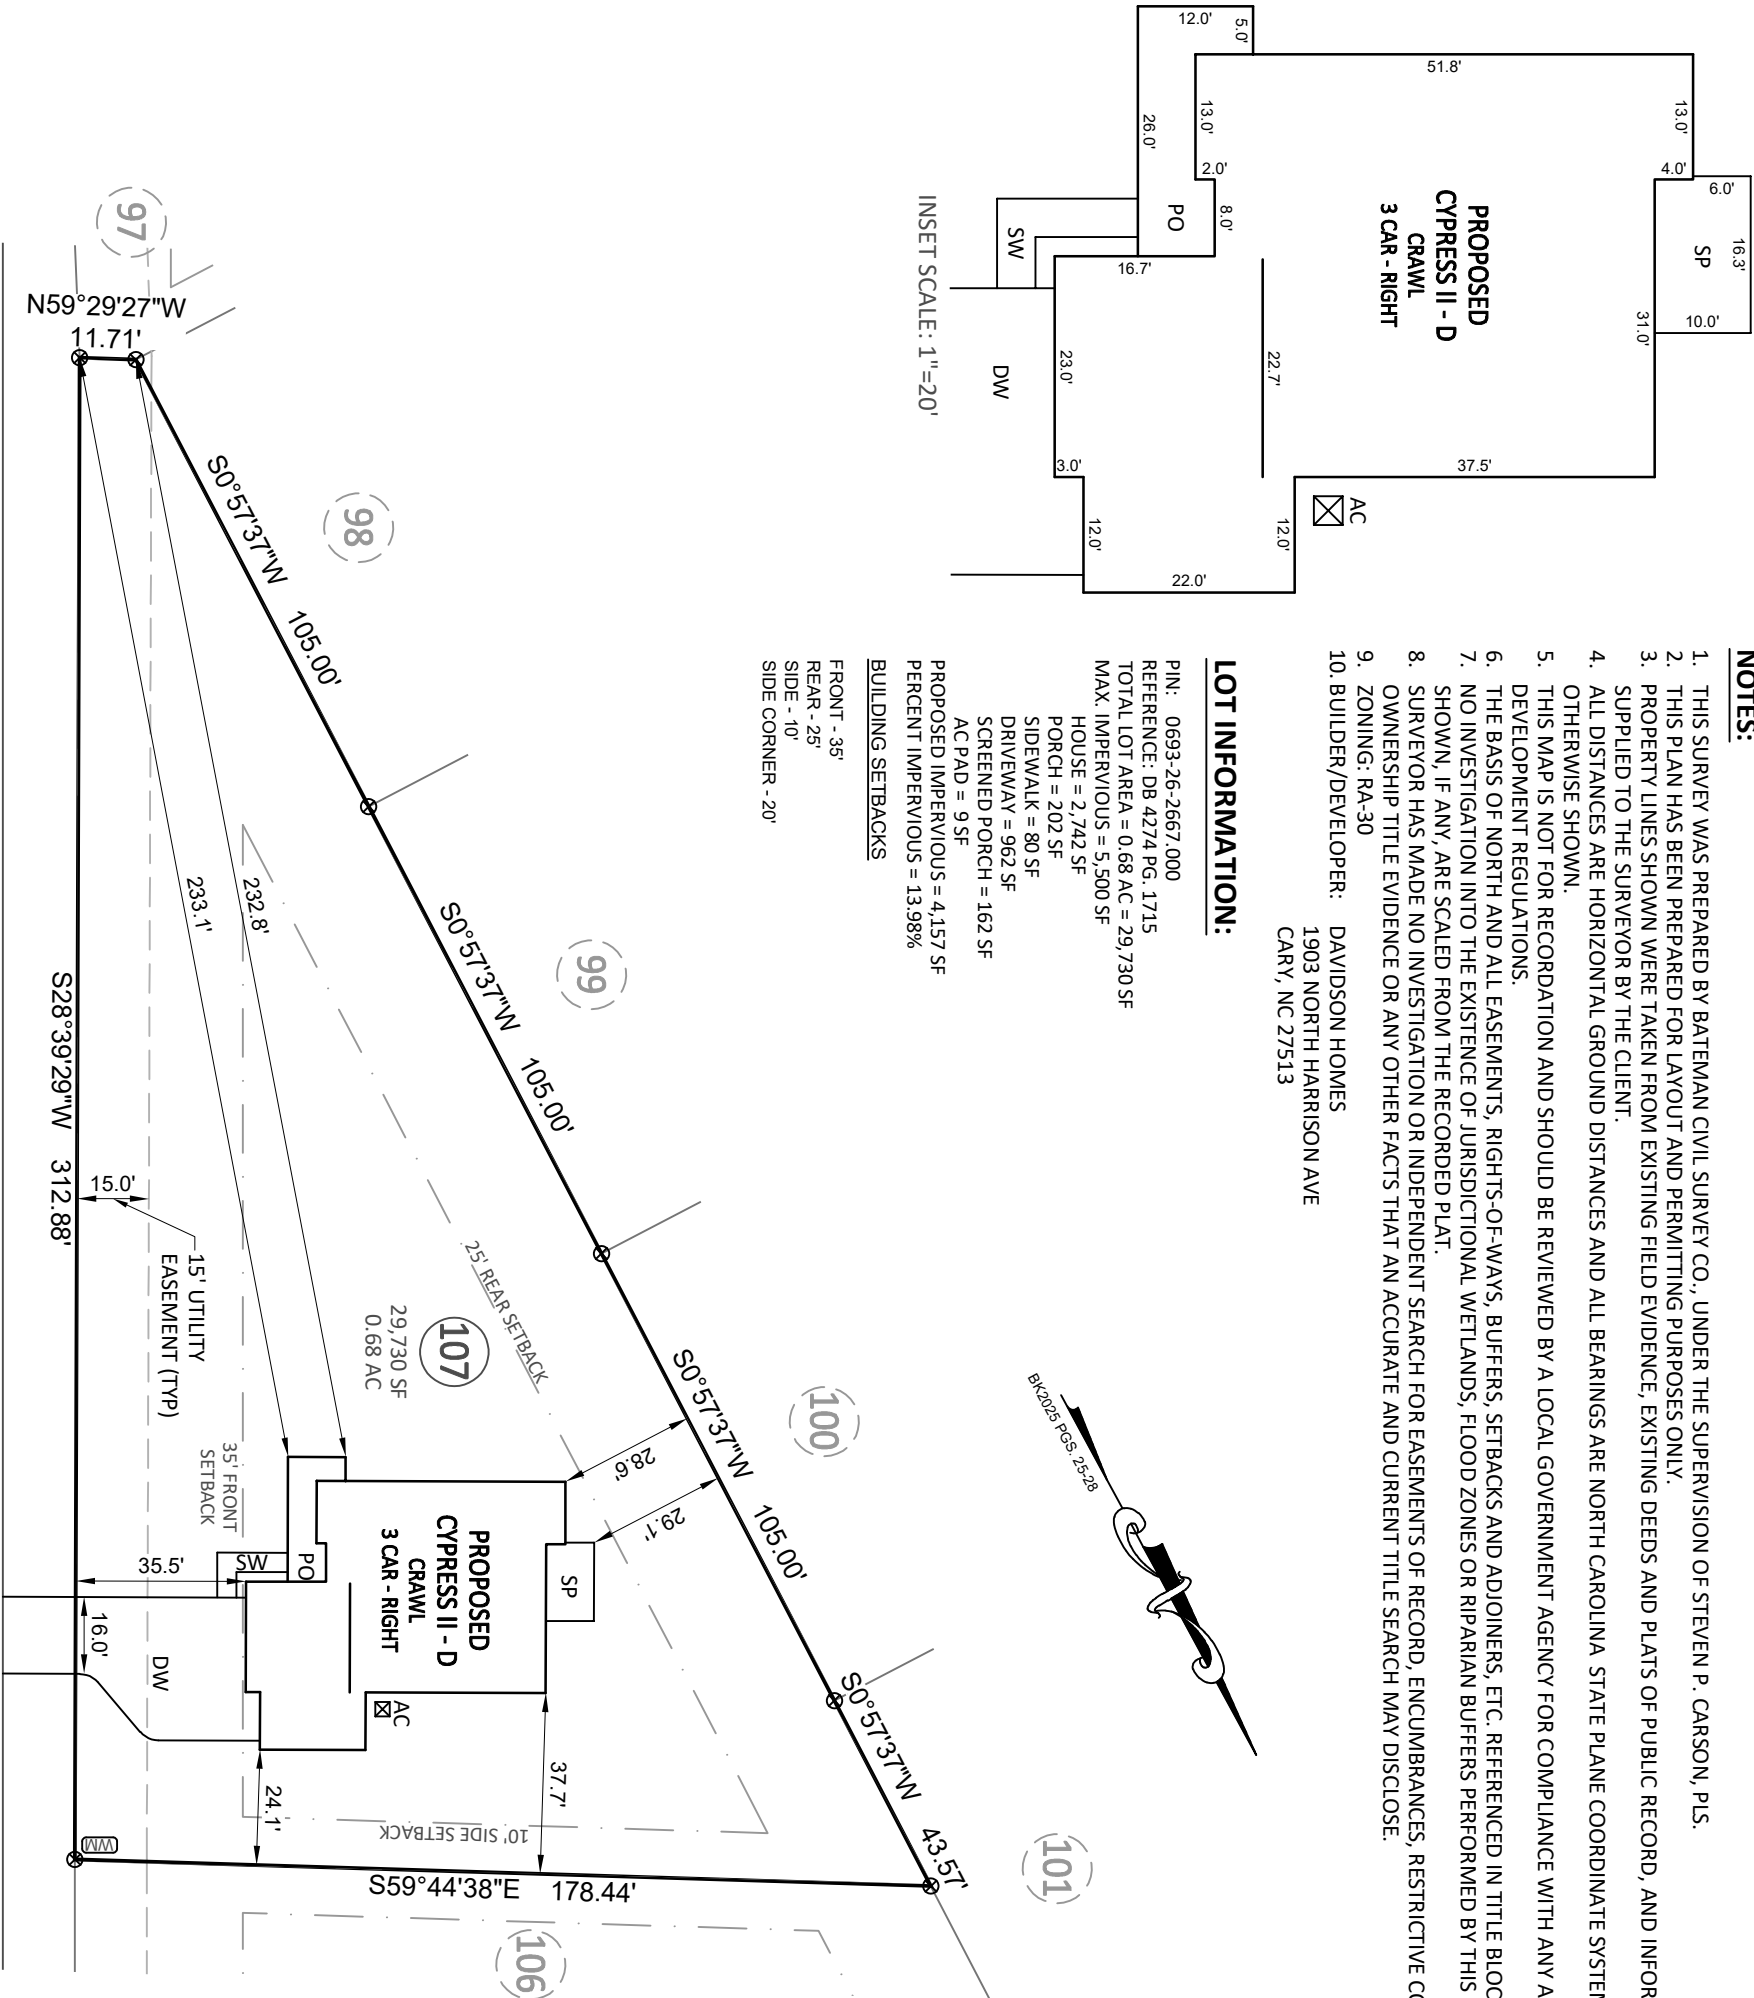 NOTES:
1. THIS SURVEY WAS PREPARED BY BATEMAN CIVIL SURVEY CO., UNDER THE SUPERVISION OF STEVEN P. CARSON, PLS.
2. THIS PLAN HAS BEEN PREPARED FOR LAYOUT AND PERMITTING PURPOSES ONLY.
3. PROPERTY LINES SHOWN WERE TAKEN FROM EXISTING FIELD EVIDENCE, EXISTING DEEDS AND PLATS OF PUBLIC RECORD, AND INFOR
SUPPLIED TO THE SURVEYOR BY THE CLIENT.
4. ALL DISTANCES ARE HORIZONTAL GROUND DISTANCES AND ALL BEARINGS ARE NORTH CAROLINA STATE PLANE COORDINATE SYSTEM
OTHERWISE SHOWN.
5. THIS MAP IS NOT FOR RECORDATION AND SHOULD BE REVIEWED BY A LOCAL GOVERNMENT AGENCY FOR COMPLIANCE WITH ANY A
DEVELOPMENT REGULATIONS.
6. THE BASIS OF NORTH AND ALL EASEMENTS, RIGHTS-OF-WAYS, BUFFERS, SETBACKS AND ADJOINERS, ETC. REFERENCED IN TITLE BLOC
7. NO INVESTIGATION INTO THE EXISTENCE OF JURISDICTIONAL WETLANDS, FLOOD ZONES OR RIPARIAN BUFFERS PERFORMED BY THIS
SHOWN, IF ANY, ARE SCALED FROM THE RECORDED PLAT.
8. SURVEYOR HAS MADE NO INVESTIGATION OR INDEPENDENT SEARCH FOR EASEMENTS OF RECORD, ENCUMBRANCES, RESTRICTIVE CO
OWNERSHIP TITLE EVIDENCE OR ANY OTHER FACTS THAT AN ACCURATE AND CURRENT TITLE SEARCH MAY DISCLOSE.
9. ZONING: RA-30
10. BUILDER/DEVELOPER: DAVIDSON HOMES
1903 NORTH HARRISON AVE
CARY, NC 27513
LOT INFORMATION:
PIN: 0693-26-2667.000
REFERENCE: DB 4274 PG. 1715
TOTAL LOT AREA = 0.68 AC = 29,730 SF
MAX. IMPERVIOUS = 5,500 SF
HOUSE = 2,742 SF
PORCH = 202 SF
SIDEWALK = 80 SF
DRIVEWAY = 962 SF
SCREENED PORCH = 162 SF
AC PAD = 9 SF
PROPOSED IMPERVIOUS = 4,157 SF
PERCENT IMPERVIOUS = 13.98%
BUILDING SETBACKS
FRONT - 35'
REAR - 25'
SIDE - 10'
SIDE CORNER - 20'
6.0'
16.3'
SP
10.0'
13.0'
4.0'
31.0'
51.8'
PROPOSED
CYPRESS II - D
CRAWL
3 CAR - RIGHT
37.5'
AC
5.0'
12.0'
13.0'
2.0'
8.0'
26.0'
PO
16.7'
22.7'
12.0'
22.0'
SW
23.0'
3.0'
12.0'
DW
INSET SCALE: 1"=20'
BK2025 PGS. 25-28
97
98
99
100
101
106
N59°29'27"W
11.71'
S0°57'37"W 105.00'
S0°57'37"W 105.00'
S0°57'37"W 105.00'
S0°57'37"W 43.57'
25' REAR SETBACK
28.6'
29.1'
107
29,730 SF
0.68 AC
SP
PROPOSED
CYPRESS II - D
CRAWL
3 CAR - RIGHT
AC
37.7'
10' SIDE SETBACK
24.1'
S59°44'38"E 178.44'
232.8'
233.1'
PO
SW
35' FRONT
SETBACK
35.5'
DW
16.0'
WM
15.0'
15' UTILITY
EASEMENT (TYP)
S28°39'29"W 312.88'